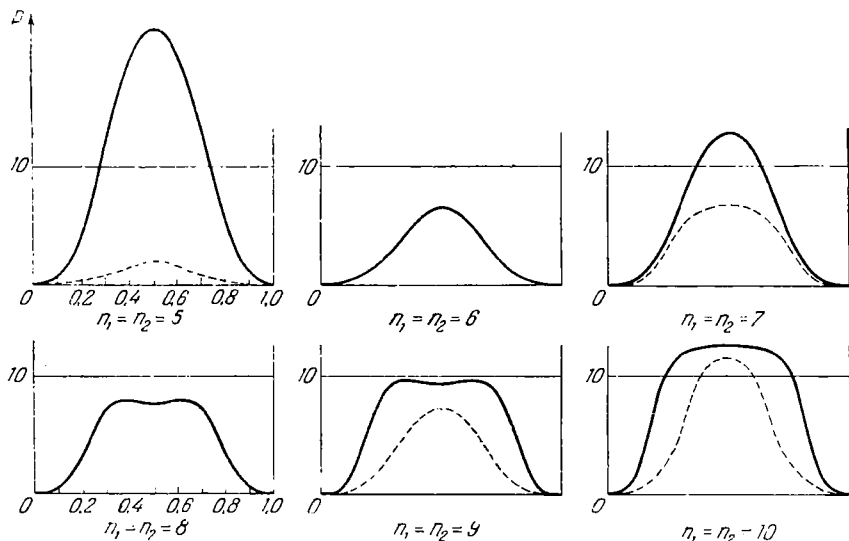 p
10
10
10
0 0,2 0,4 0,6 0,8 1,0
0
0
n₁ = n₂ = 5
n₁ = n₂ = 6
n₁ = n₂ = 7
10
10
10
0 0,2 0,4 0,6 0,8 1,0
0
0
n₁ = n₂ = 8
n₁ = n₂ = 9
n₁ = n₂ = 10